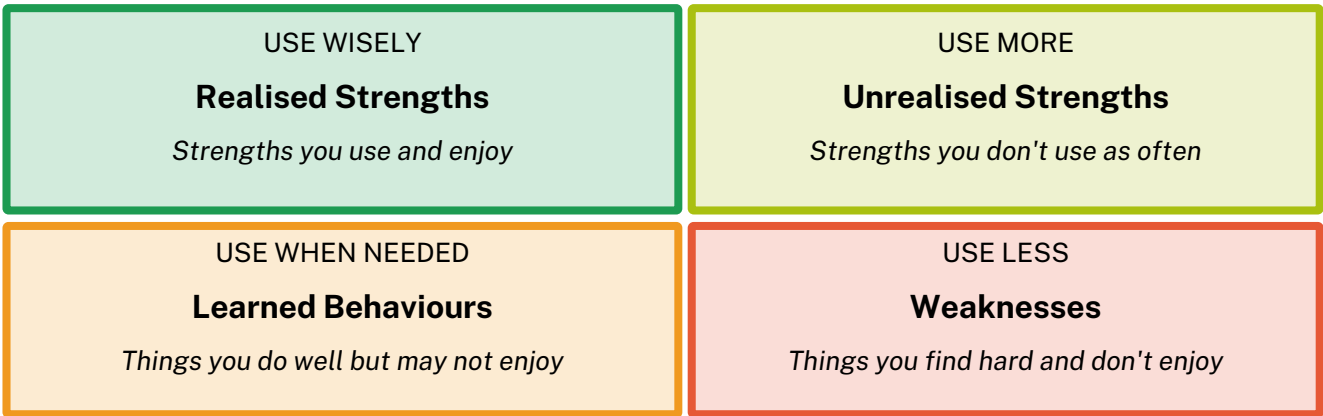 USE WISELY
Realised Strengths
Strengths you use and enjoy
USE MORE
Unrealised Strengths
Strengths you don't use as often
USE WHEN NEEDED
Learned Behaviours
Things you do well but may not enjoy
USE LESS
Weaknesses
Things you find hard and don't enjoy